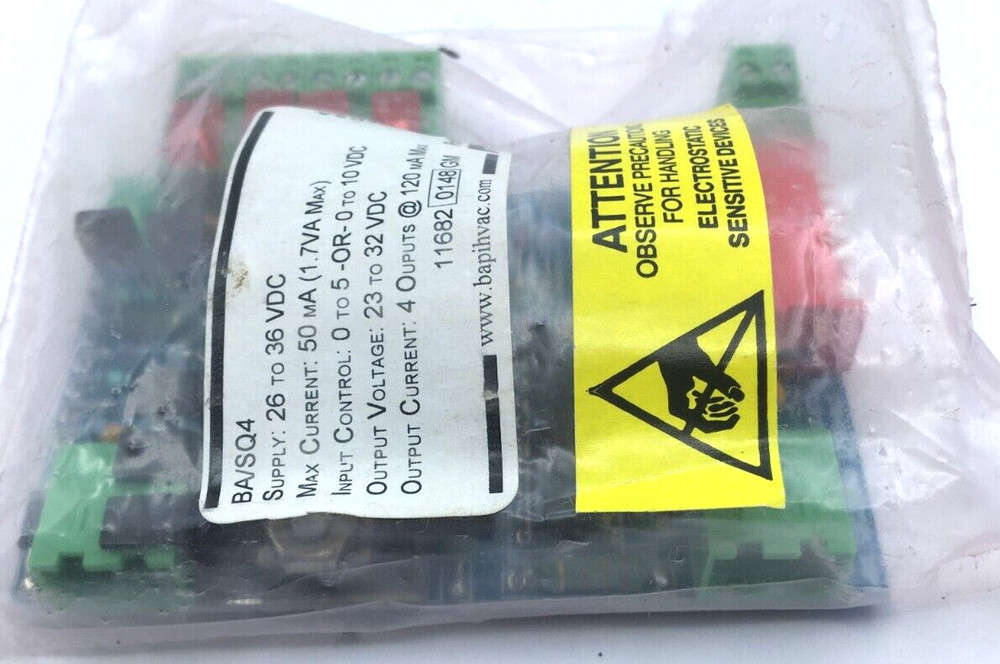 BA/SQ4
SUPPLY: 26 TO 36 VDC
MAX CURRENT: 50 MA (1.7VA MAX)
INPUT CONTROL: 0 TO 5 -OR- 0 TO 10 VDC
OUTPUT VOLTAGE: 23 TO 32 VDC
OUTPUT CURRENT: 4 OUPUTS @ 120 MA MAX
11682 0148 GM
www.bapihvac.com
ATTENTION
OBSERVE PRECAUTIONS
FOR HANDLING
ELECTROSTATIC
SENSITIVE DEVICES